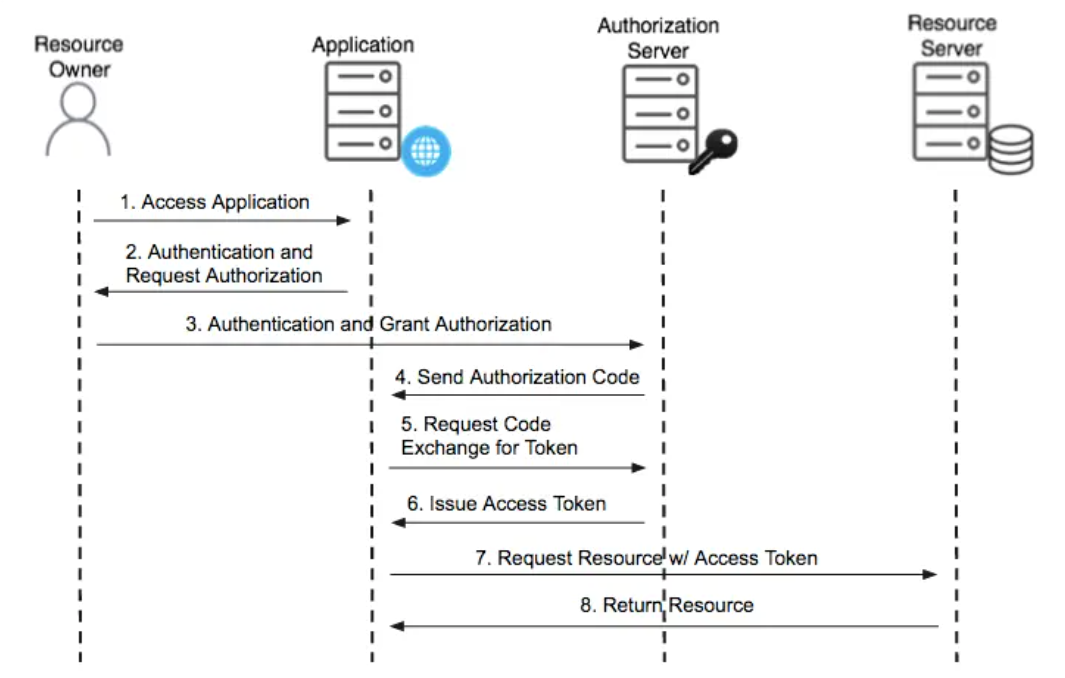 Resource
Owner
Application
Authorization
Server
Resource
Server
1. Access Application
2. Authentication and
Request Authorization
3. Authentication and Grant Authorization
4. Send Authorization Code
5. Request Code
Exchange for Token
6. Issue Access Token
7. Request Resource w/ Access Token
8. Return Resource